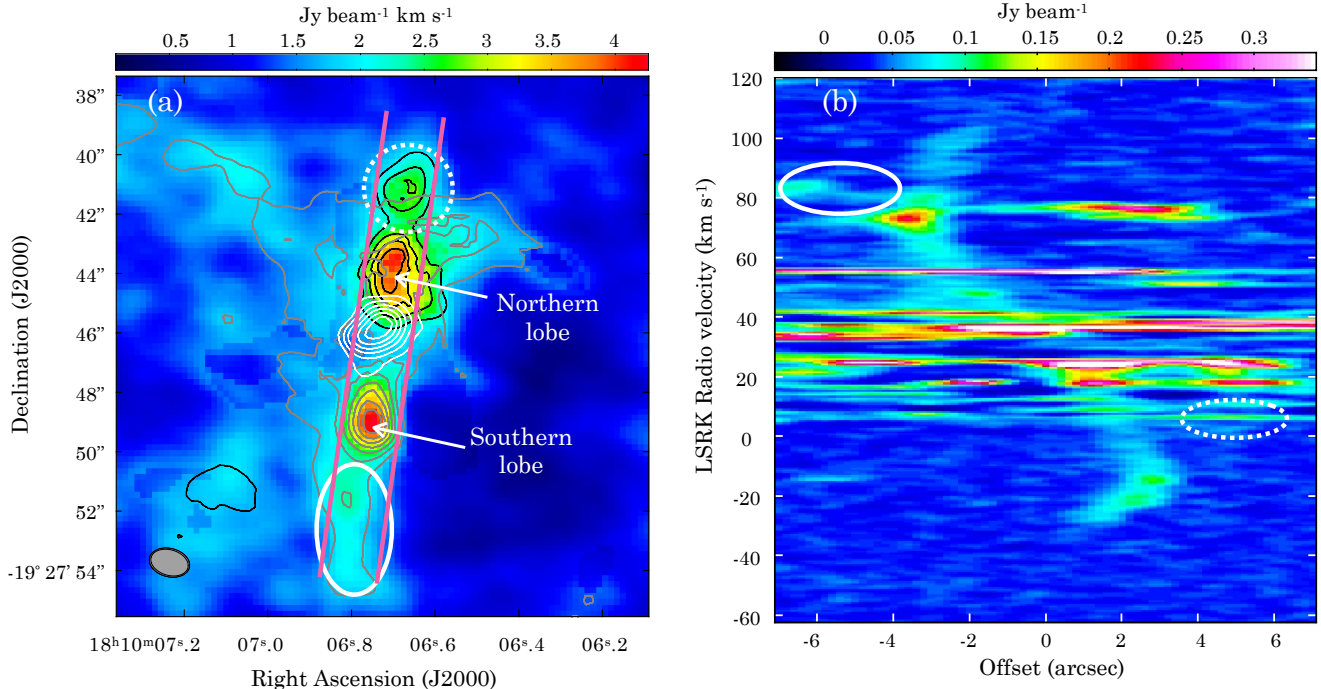 Jy beam-1 km s-1
0.5 1 1.5 2 2.5 3 3.5 4
(a)
38”
40”
42”
44”
46”
48”
50”
52”
-19° 27’ 54”
Declination (J2000)
Northern
lobe
Southern
lobe
18h10m07s.2 07s.0 06s.8 06s.6 06s.4 06s.2
Right Ascension (J2000)
Jy beam-1
0 0.05 0.1 0.15 0.2 0.25 0.3
(b)
120
100
80
60
40
20
0
-20
-40
-60
LSRK Radio velocity (km s-1)
-6 -4 -2 0 2 4 6
Offset (arcsec)